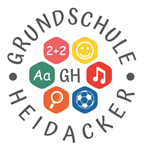 GRUNDSCHULE
2+2
Aa GH
HEIDACKER